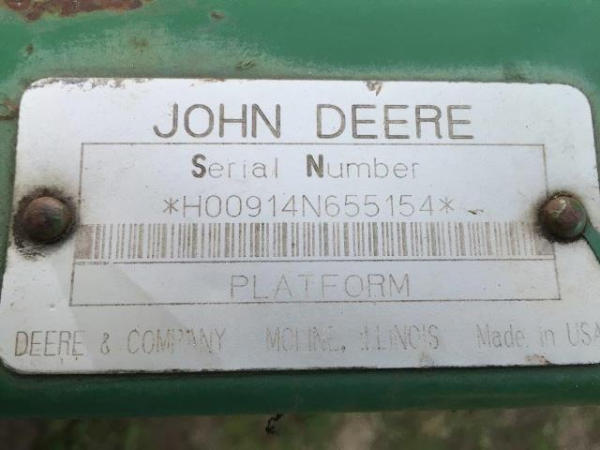 JOHN DEERE
Serial Number
*H00914N655154*
PLATFORM
DEERE & COMPANY MOLINE, ILLINOIS Made in USA